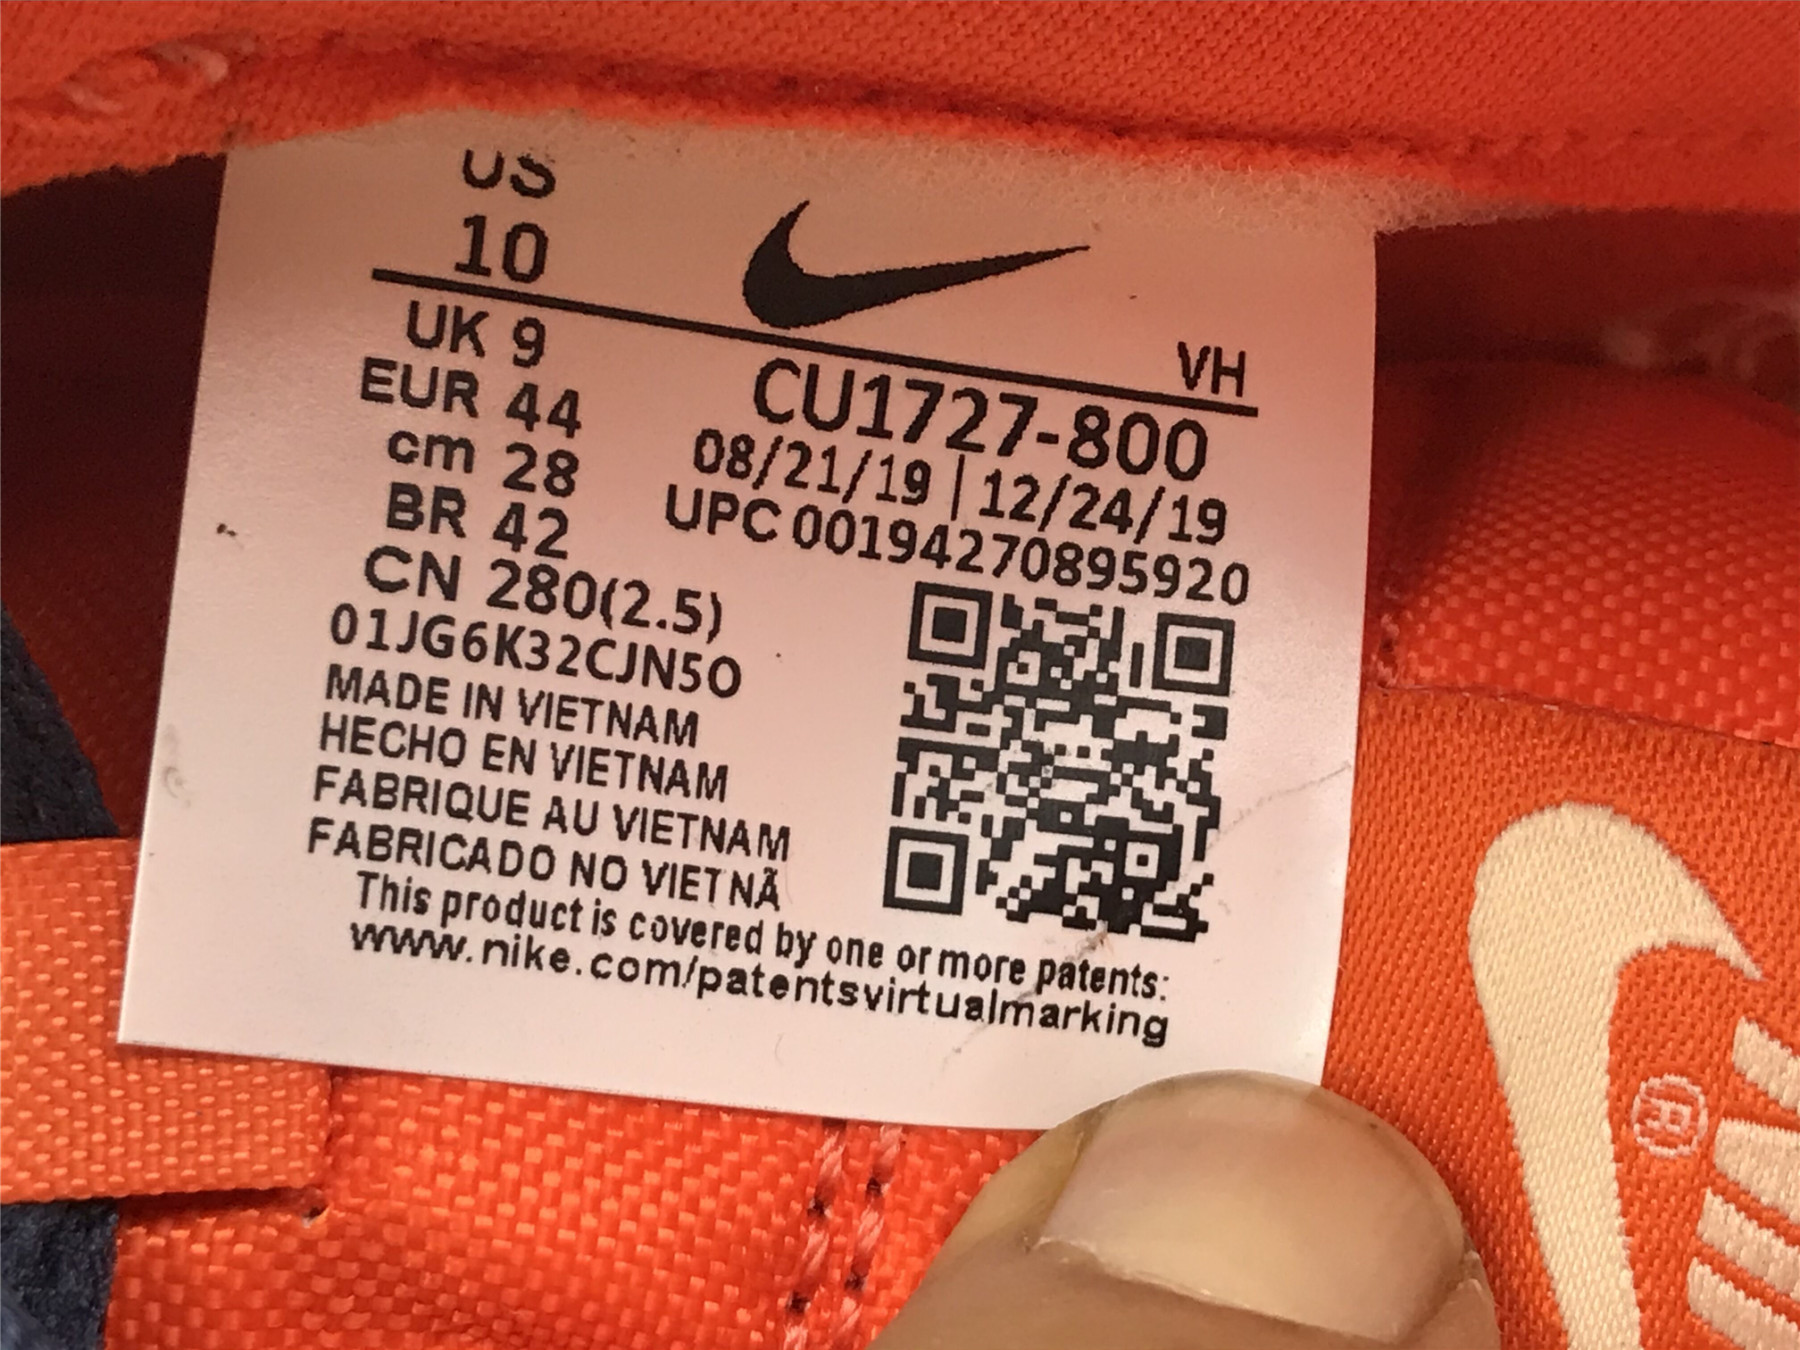 US
10
VH
UK 9
EUR 44
cm 28
BR 42
CN 280(2.5)
01JG6K32CJN5O
CU1727-800
08/21/19 | 12/24/19
UPC 00194270895920
MADE IN VIETNAM
HECHO EN VIETNAM
FABRIQUE AU VIETNAM
FABRICADO NO VIETNÃ
This product is covered by one or more patents:
www.nike.com/patentsvirtualmarking
®